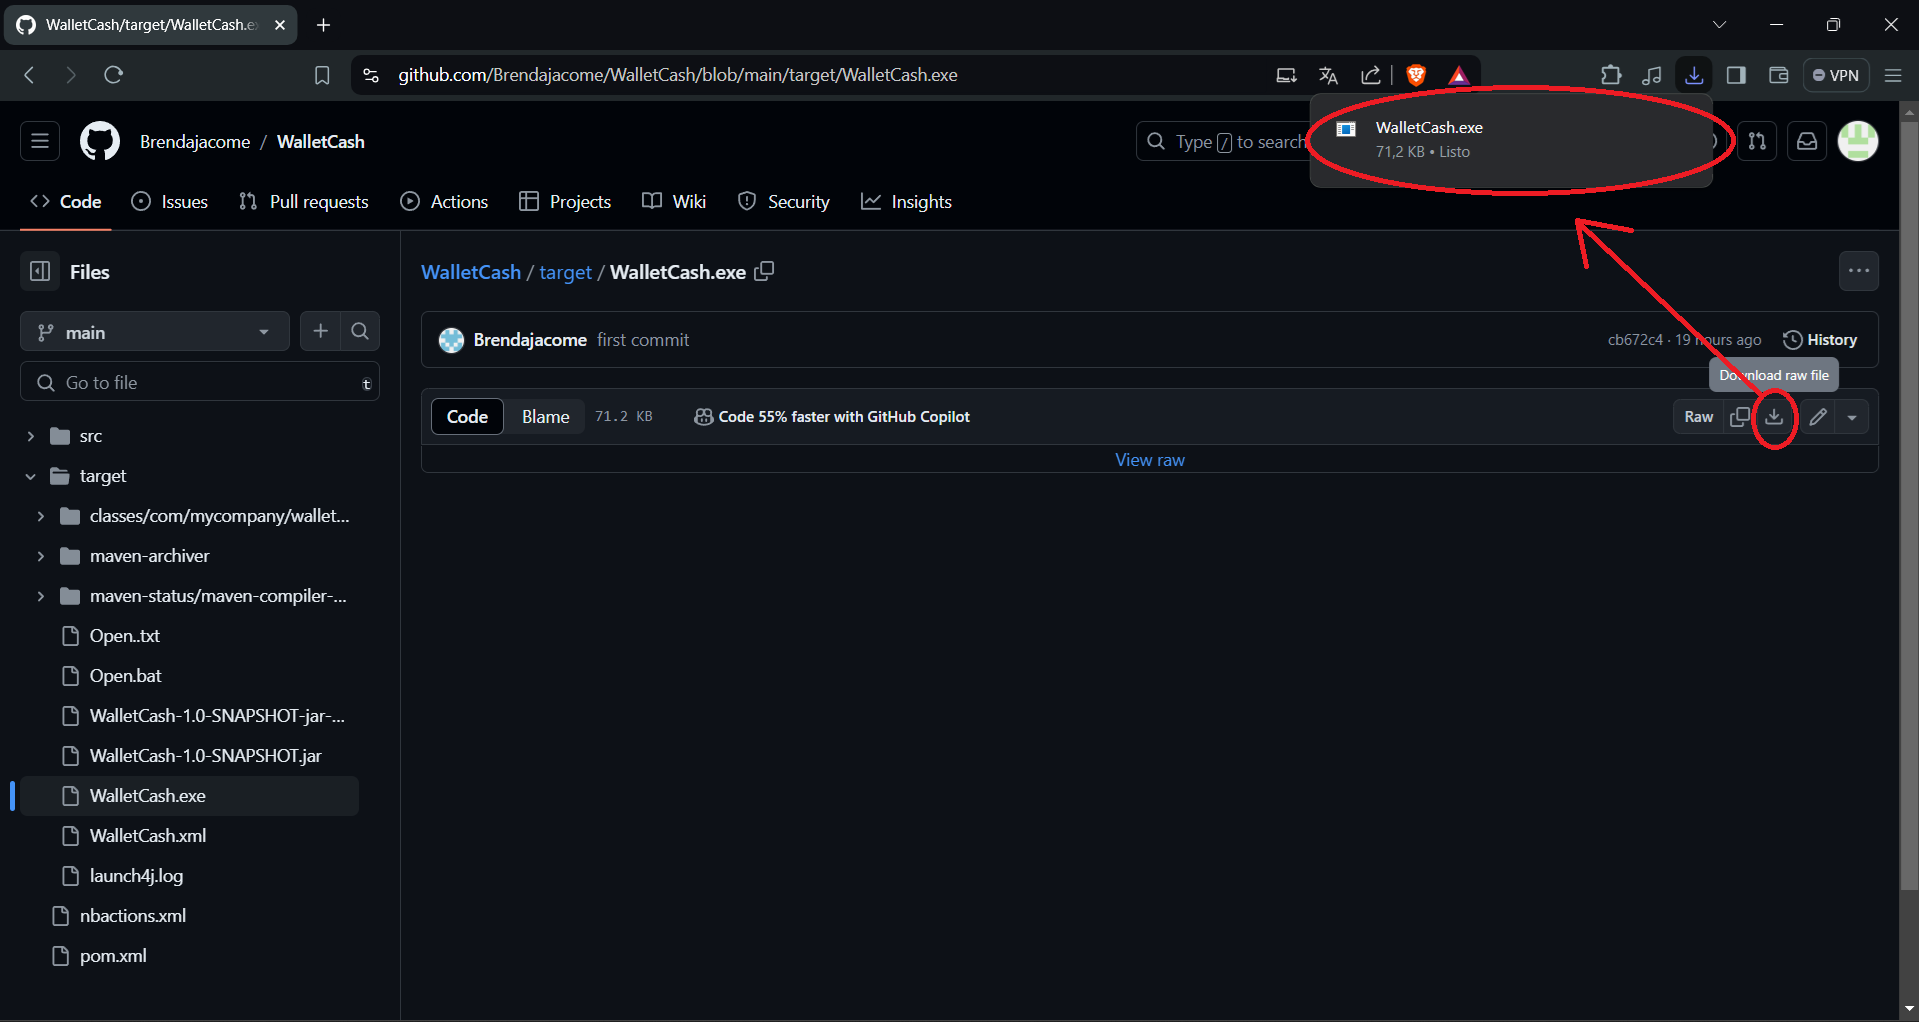 WalletCash/target/WalletCash.e
github.com/Brendajacome/WalletCash/blob/main/target/WalletCash.exe
VPN
WalletCash.exe
71,2 KB • Listo
Brendajacome / WalletCash
Type / to search
Code
Issues
Pull requests
Actions
Projects
Wiki
Security
Insights
Files
WalletCash / target / WalletCash.exe
main
Brendajacome first commit
cb672c4 · 19 hours ago
History
Go to file
t
Download raw file
Code
Blame
71.2 KB
Code 55% faster with GitHub Copilot
Raw
View raw
src
target
classes/com/mycompany/wallet...
maven-archiver
maven-status/maven-compiler-...
Open..txt
Open.bat
WalletCash-1.0-SNAPSHOT-jar-...
WalletCash-1.0-SNAPSHOT.jar
WalletCash.exe
WalletCash.xml
launch4j.log
nbactions.xml
pom.xml